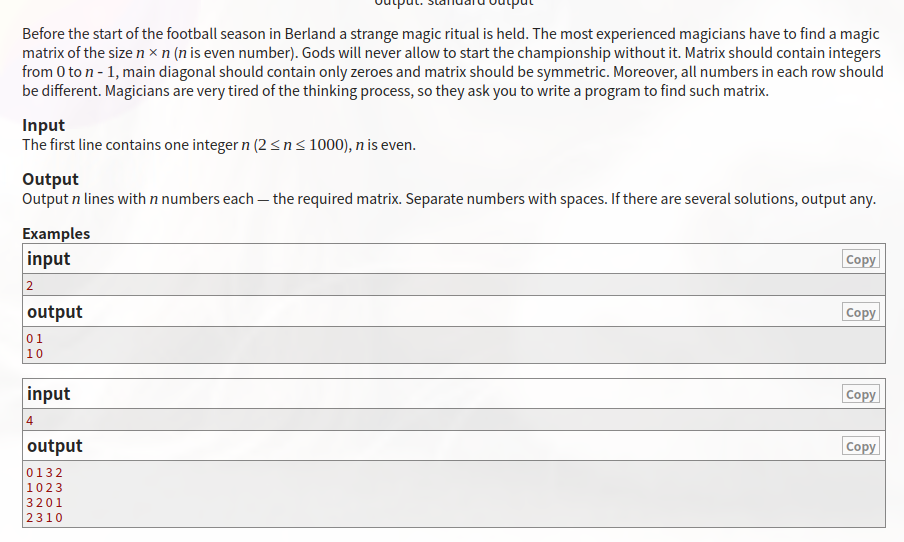 output: standard output
Before the start of the football season in Berland a strange magic ritual is held. The most experienced magicians have to find a magic
matrix of the size n × n (n is even number). Gods will never allow to start the championship without it. Matrix should contain integers
from 0 to n - 1, main diagonal should contain only zeroes and matrix should be symmetric. Moreover, all numbers in each row should
be different. Magicians are very tired of the thinking process, so they ask you to write a program to find such matrix.
Input
The first line contains one integer n (2 ≤ n ≤ 1000), n is even.
Output
Output n lines with n numbers each — the required matrix. Separate numbers with spaces. If there are several solutions, output any.
Examples
input Copy
2
output Copy
0 1
1 0
input Copy
4
output Copy
0 1 3 2
1 0 2 3
3 2 0 1
2 3 1 0